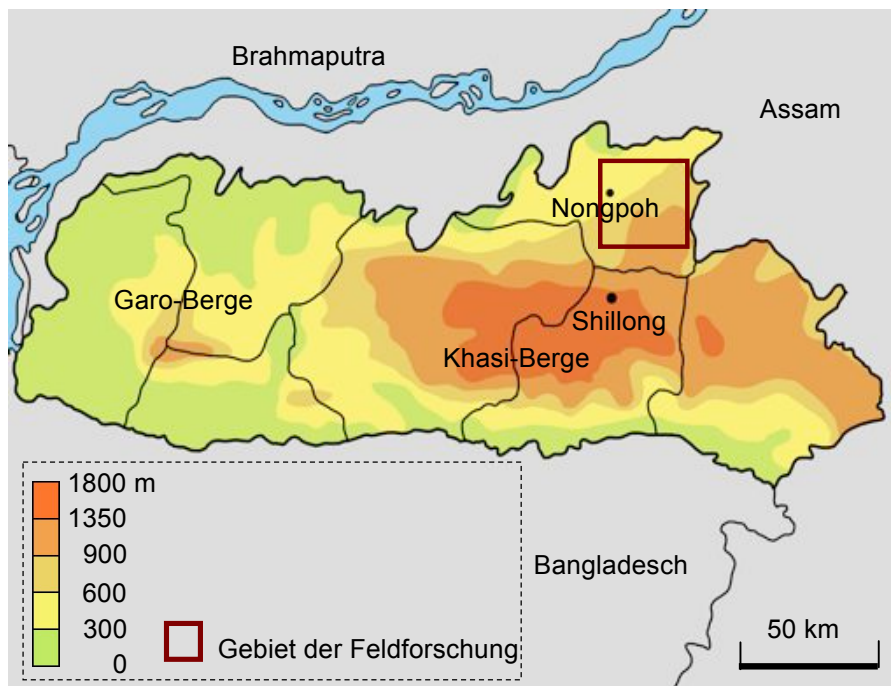 Brahmaputra
Assam
Nongpoh
Garo-Berge
Shillong
Khasi-Berge
1800 m
1350
900
600
300
0
Gebiet der Feldforschung
Bangladesch
50 km